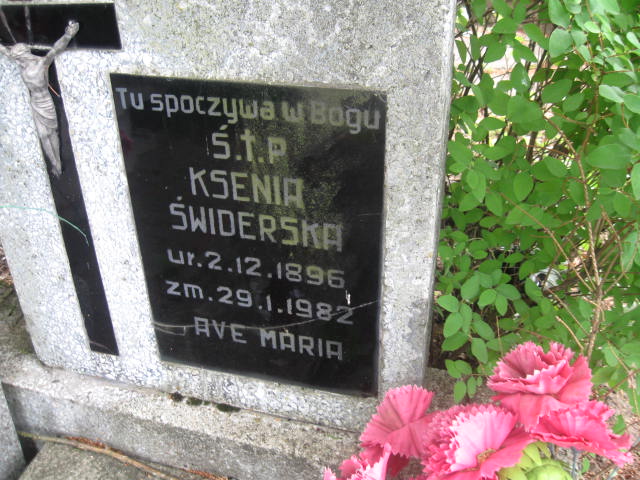 Tu spoczywa w Bogu
Ś.†.P
KSENIA
ŚWIDERSKA
ur. 2.12.1896
zm. 29.1.1982
AVE MARIA